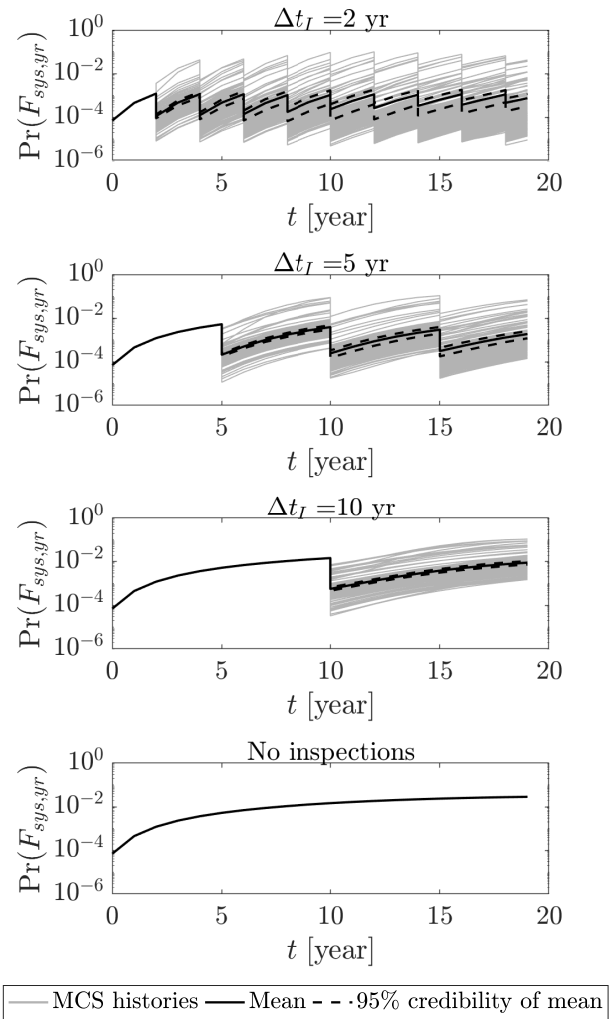 Δt_I =2 yr
10^0
10^-2
10^-4
10^-6
Pr(F_sys,yr)
0 5 10 15 20
t [year]
Δt_I =5 yr
10^0
10^-2
10^-4
10^-6
Pr(F_sys,yr)
0 5 10 15 20
t [year]
Δt_I =10 yr
10^0
10^-2
10^-4
10^-6
Pr(F_sys,yr)
0 5 10 15 20
t [year]
No inspections
10^0
10^-2
10^-4
10^-6
Pr(F_sys,yr)
0 5 10 15 20
t [year]
MCS histories Mean 95% credibility of mean